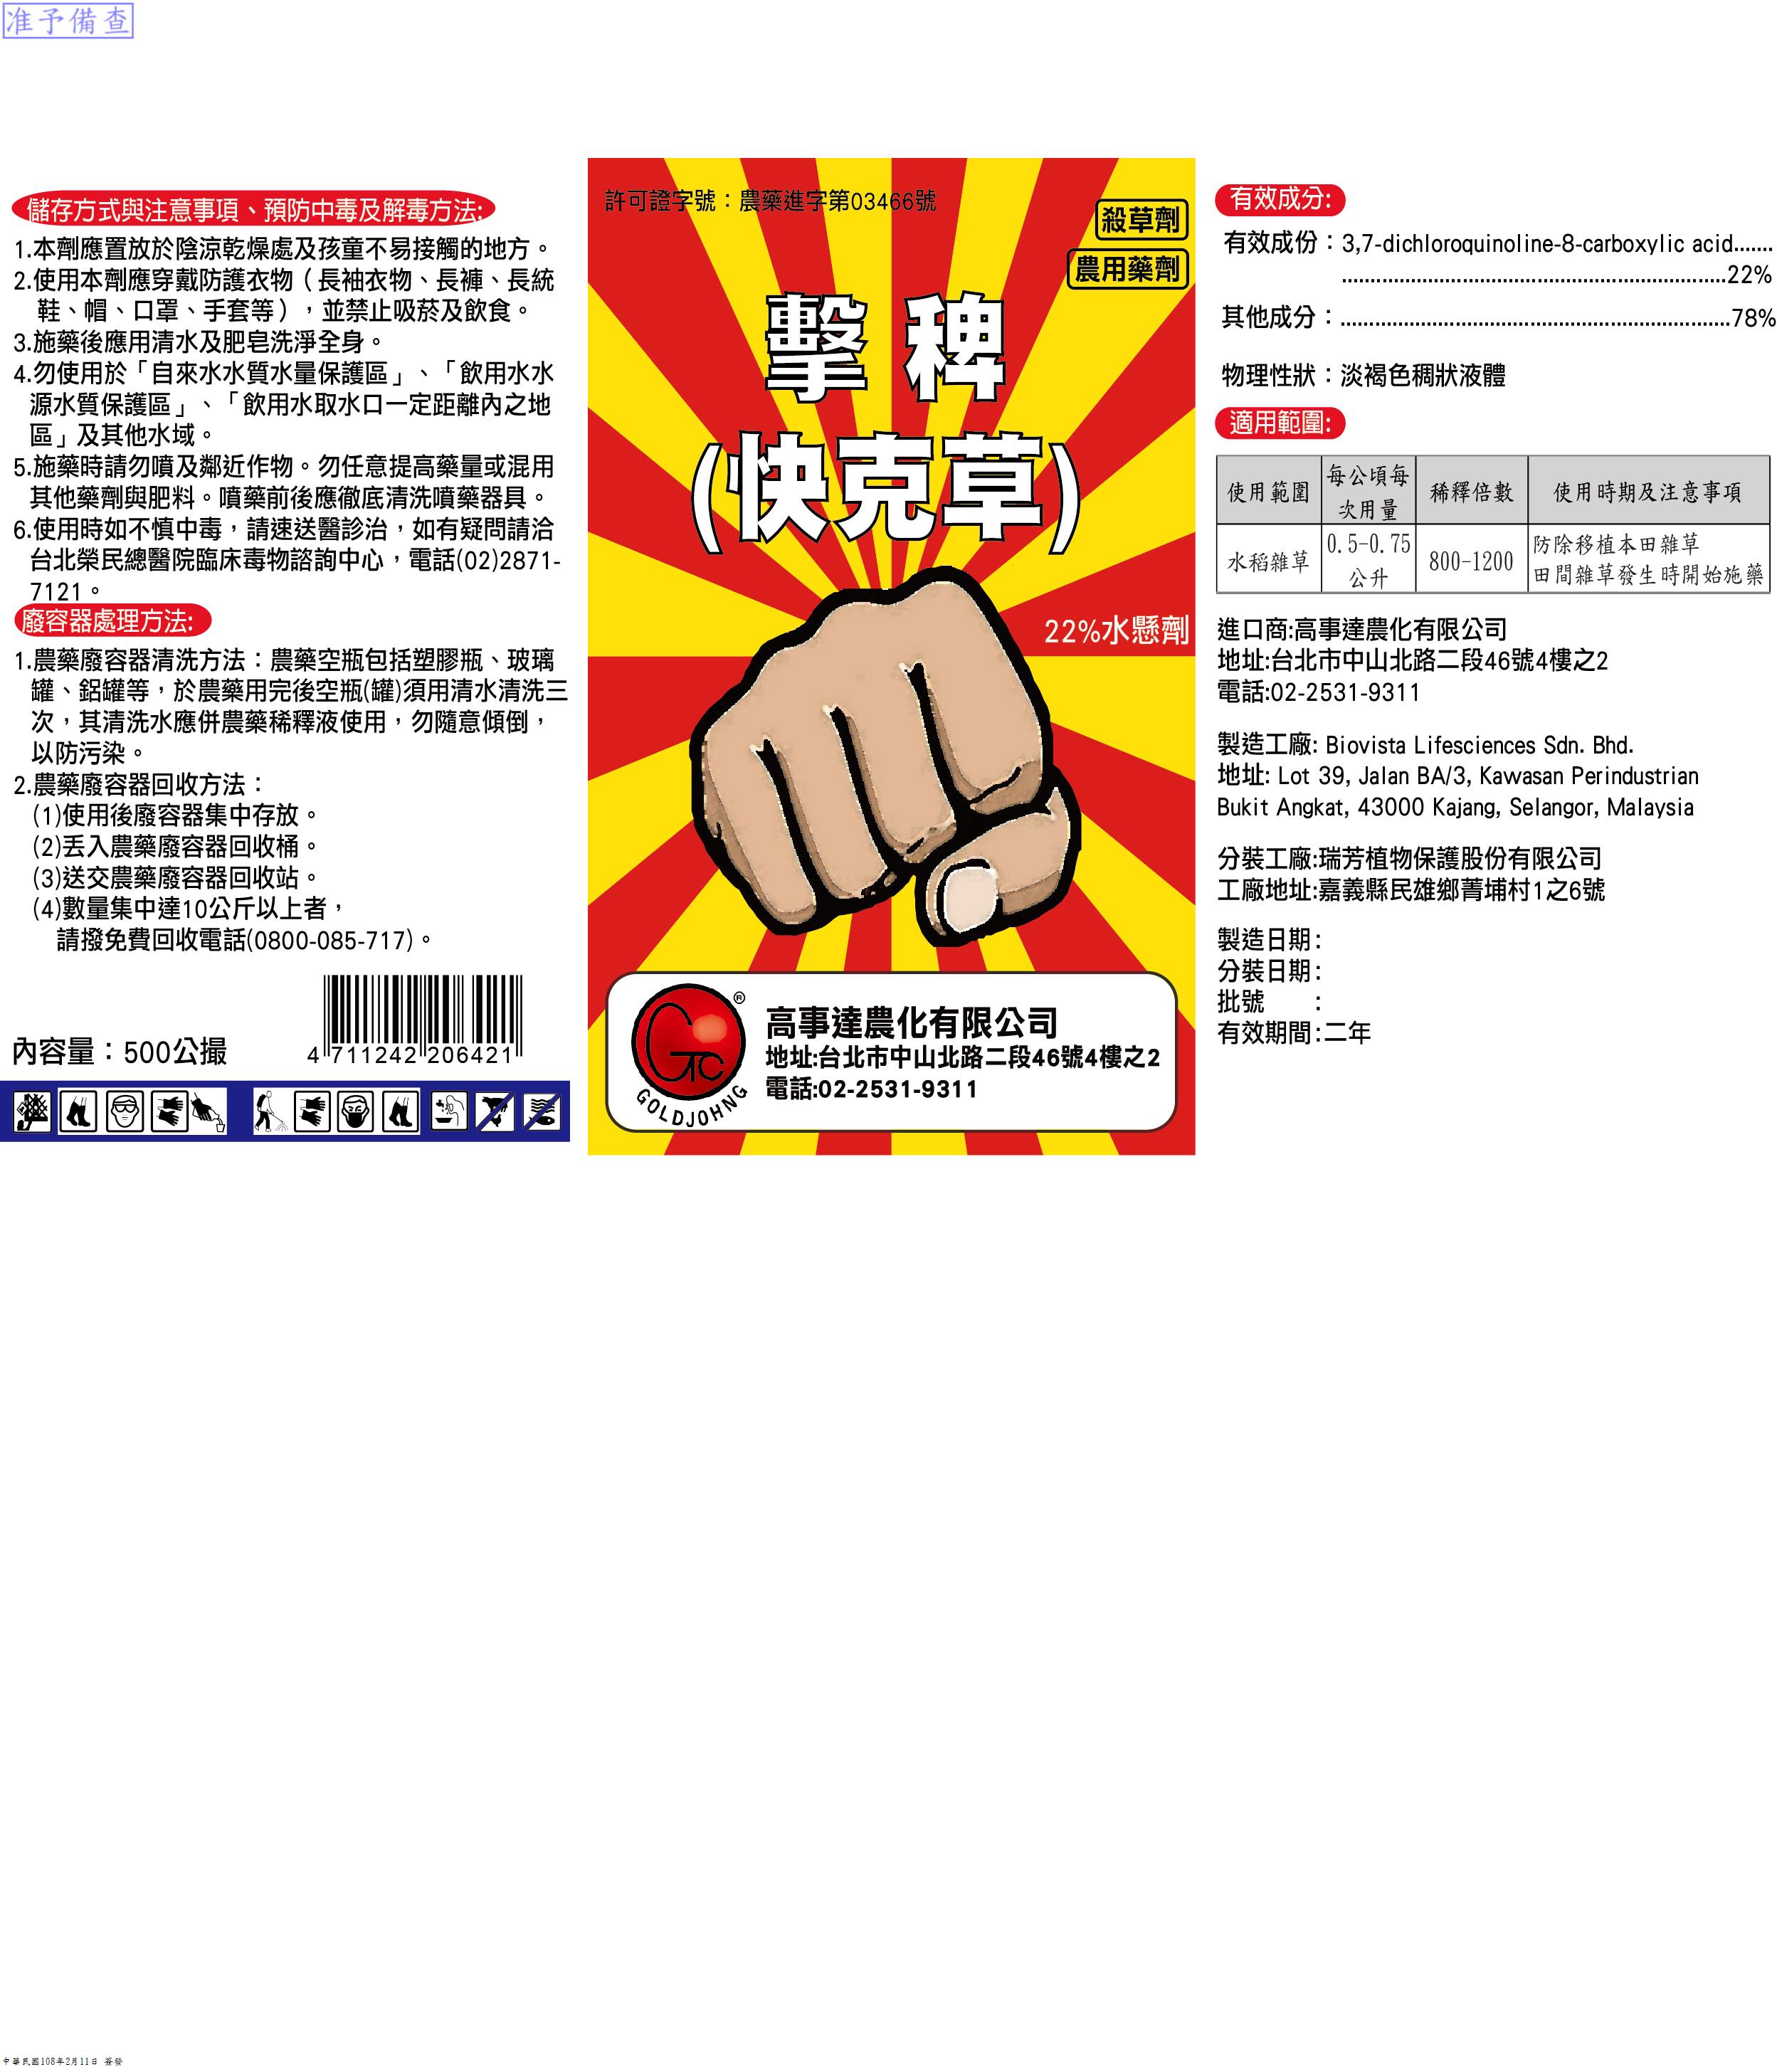 准予備查
儲存方式與注意事項、預防中毒及解毒方法:
1.本劑應置放於陰涼乾燥處及孩童不易接觸的地方。
2.使用本劑應穿戴防護衣物（長袖衣物、長褲、長統
鞋、帽、口罩、手套等），並禁止吸菸及飲食。
3.施藥後應用清水及肥皂洗淨全身。
4.勿使用於「自來水水質水量保護區」、「飲用水水
源水質保護區」、「飲用水取水口一定距離內之地
區」及其他水域。
5.施藥時請勿噴及鄰近作物。勿任意提高藥量或混用
其他藥劑與肥料。噴藥前後應徹底清洗噴藥器具。
6.使用時如不慎中毒，請速送醫診治，如有疑問請洽
台北榮民總醫院臨床毒物諮詢中心，電話(02)2871-
7121。
廢容器處理方法:
1.農藥廢容器清洗方法：農藥空瓶包括塑膠瓶、玻璃
罐、鋁罐等，於農藥用完後空瓶(罐)須用清水清洗三
次，其清洗水應併農藥稀釋液使用，勿隨意傾倒，
以防污染。
2.農藥廢容器回收方法：
(1)使用後廢容器集中存放。
(2)丟入農藥廢容器回收桶。
(3)送交農藥廢容器回收站。
(4)數量集中達10公斤以上者，
請撥免費回收電話(0800-085-717)。
內容量：500公撮
4 711242 206421
許可證字號：農藥進字第03466號
殺草劑
農用藥劑
擊 稗
(快克草)
22%水懸劑
GTC
®
GOLDJOHNG
高事達農化有限公司
地址:台北市中山北路二段46號4樓之2
電話:02-2531-9311
有效成分:
有效成份：3,7-dichloroquinoline-8-carboxylic acid.......
........................................................22%
其他成分：.........................................................78%
物理性狀：淡褐色稠狀液體
適用範圍:
使用範圍 每公頃每次用量 稀釋倍數 使用時期及注意事項
水稻雜草 0.5-0.75公升 800-1200 防除移植本田雜草
田間雜草發生時開始施藥
進口商:高事達農化有限公司
地址:台北市中山北路二段46號4樓之2
電話:02-2531-9311
製造工廠: Biovista Lifesciences Sdn. Bhd.
地址: Lot 39, Jalan BA/3, Kawasan Perindustrian
Bukit Angkat, 43000 Kajang, Selangor, Malaysia
分裝工廠:瑞芳植物保護股份有限公司
工廠地址:嘉義縣民雄鄉菁埔村1之6號
製造日期:
分裝日期:
批號 :
有效期間:二年
中華民國108年2月11日 簽發